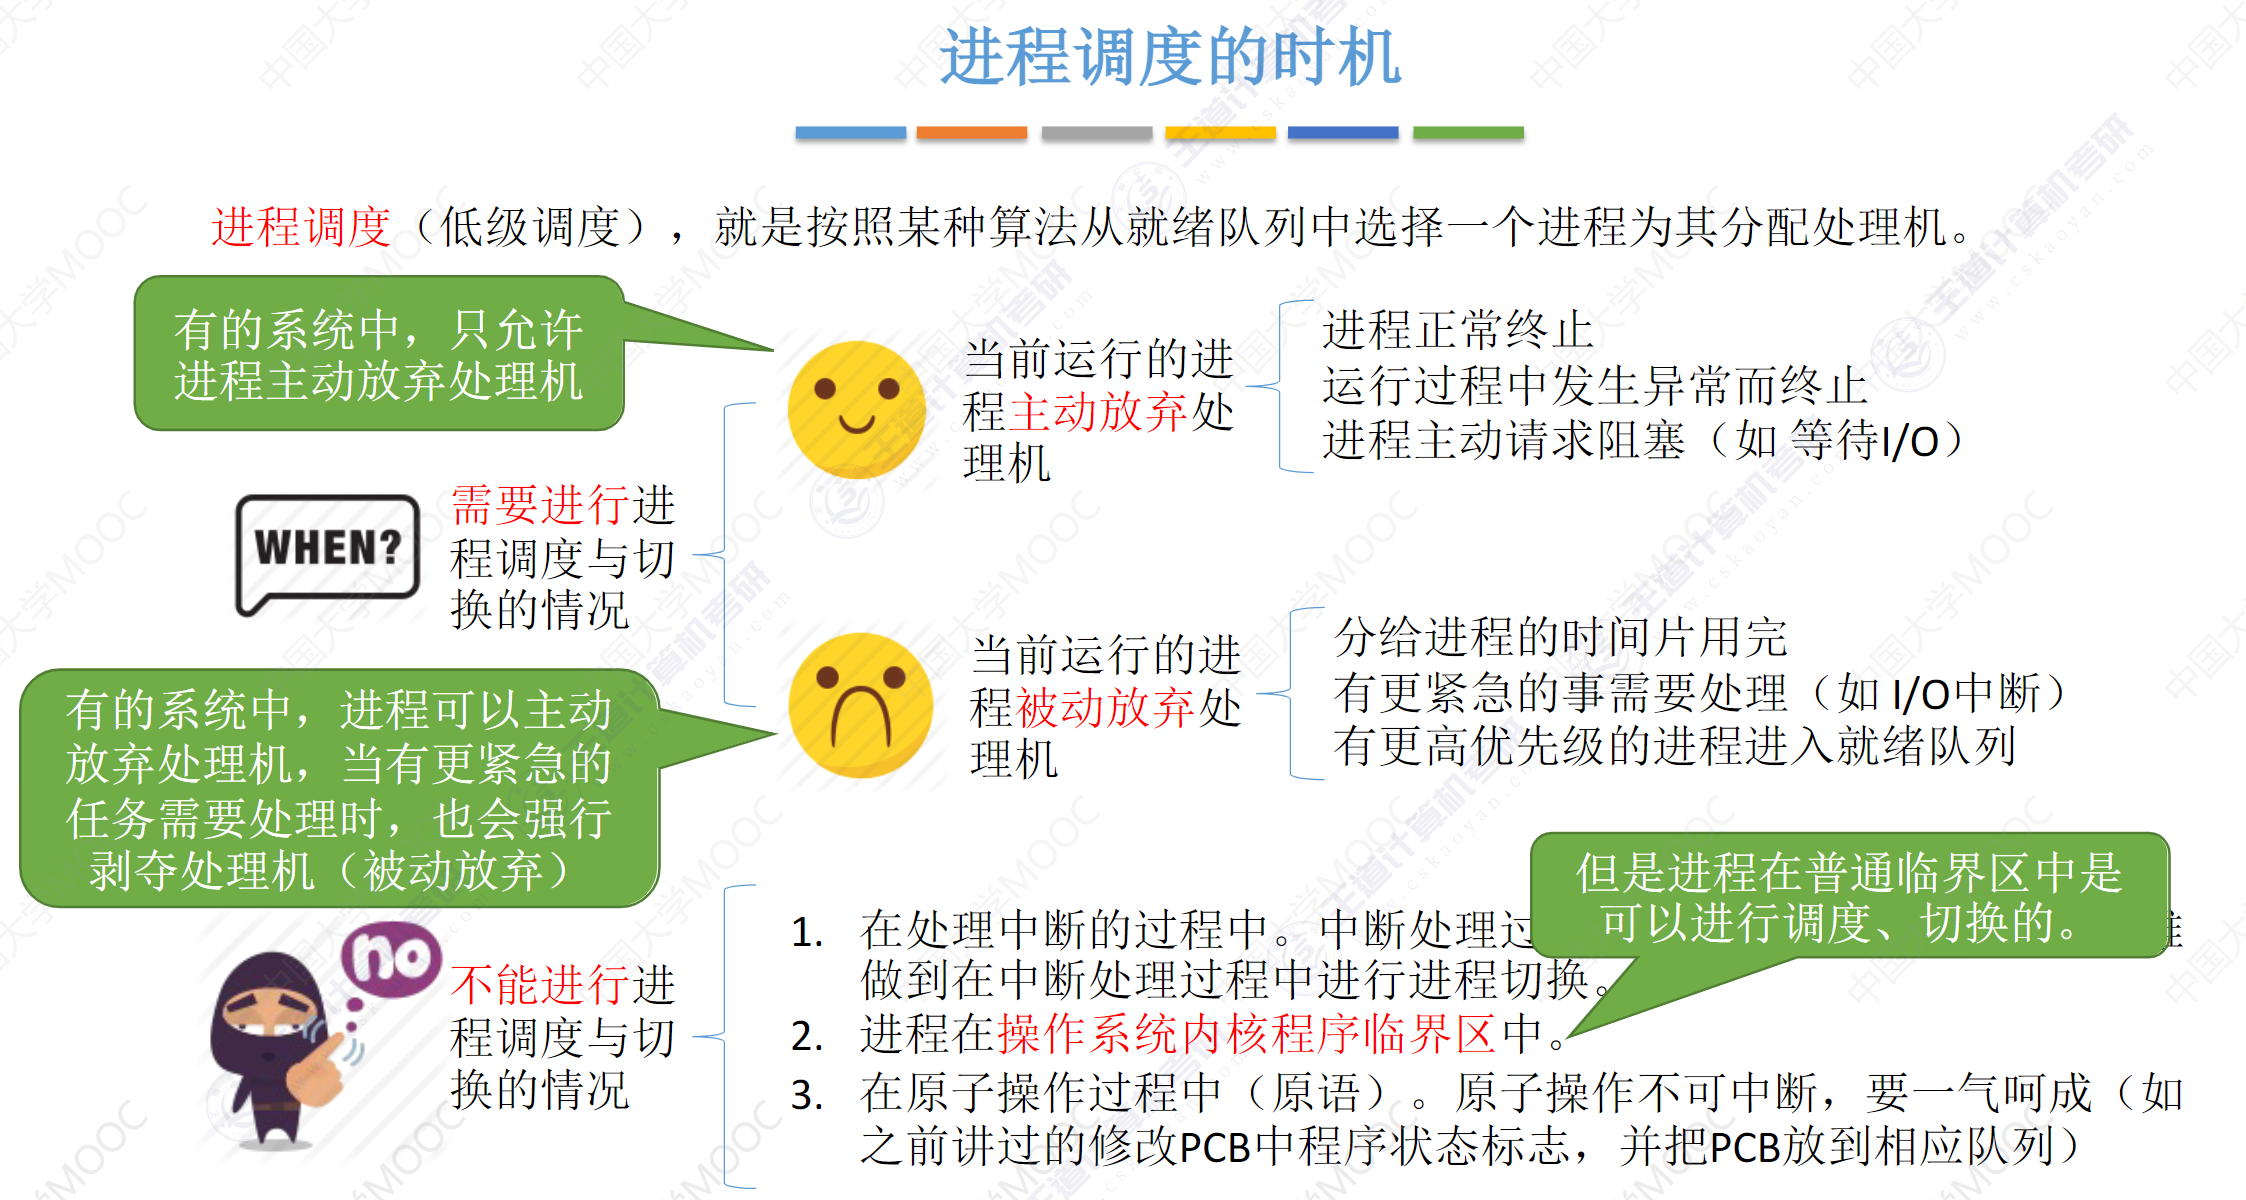 进程调度的时机
进程调度（低级调度），就是按照某种算法从就绪队列中选择一个进程为其分配处理机。
有的系统中，只允许
进程主动放弃处理机
当前运行的进
程主动放弃处
理机
进程正常终止
运行过程中发生异常而终止
进程主动请求阻塞（如 等待I/O）
WHEN?
需要进行进
程调度与切
换的情况
当前运行的进
程被动放弃处
理机
分给进程的时间片用完
有更紧急的事需要处理（如 I/O中断）
有更高优先级的进程进入就绪队列
有的系统中，进程可以主动
放弃处理机，当有更紧急的
任务需要处理时，也会强行
剥夺处理机（被动放弃）
但是进程在普通临界区中是
可以进行调度、切换的。
no
不能进行进
程调度与切
换的情况
1. 在处理中断的过程中。中断处理过
做到在中断处理过程中进行进程切换。
2. 进程在操作系统内核程序临界区中。
3. 在原子操作过程中（原语）。原子操作不可中断，要一气呵成（如
之前讲过的修改PCB中程序状态标志，并把PCB放到相应队列）
中国大学MOOC
王道计算机考研
www.cskaoyan.com